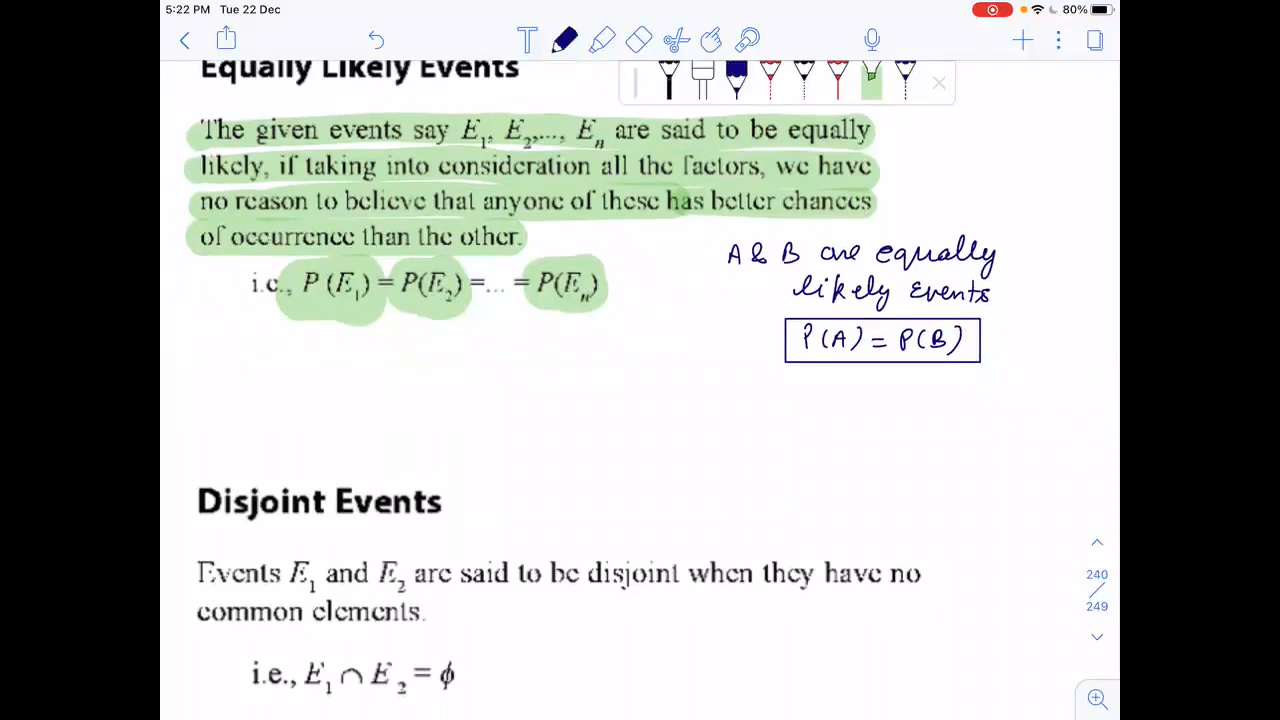 5:22 PM Tue 22 Dec
80%
Equally Likely Events
The given events say E₁, E₂,..., Eₙ are said to be equally
likely, if taking into consideration all the factors, we have
no reason to believe that anyone of these has better chances
of occurrence than the other.
i.e., P (E₁) = P(E₂) =... = P(Eₙ)
A & B are equally
likely Events
P(A) = P(B)
Disjoint Events
Events E₁ and E₂ are said to be disjoint when they have no
common elements.
i.e., E₁ ∩ E₂ = ϕ
240
/
249